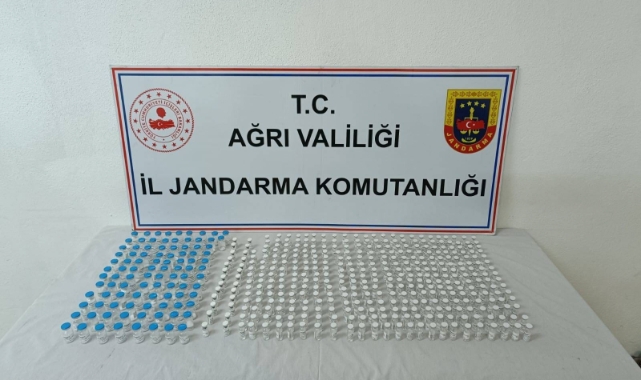 T.C.
AĞRI VALİLİĞİ
İL JANDARMA KOMUTANLIĞI
JANDARMA